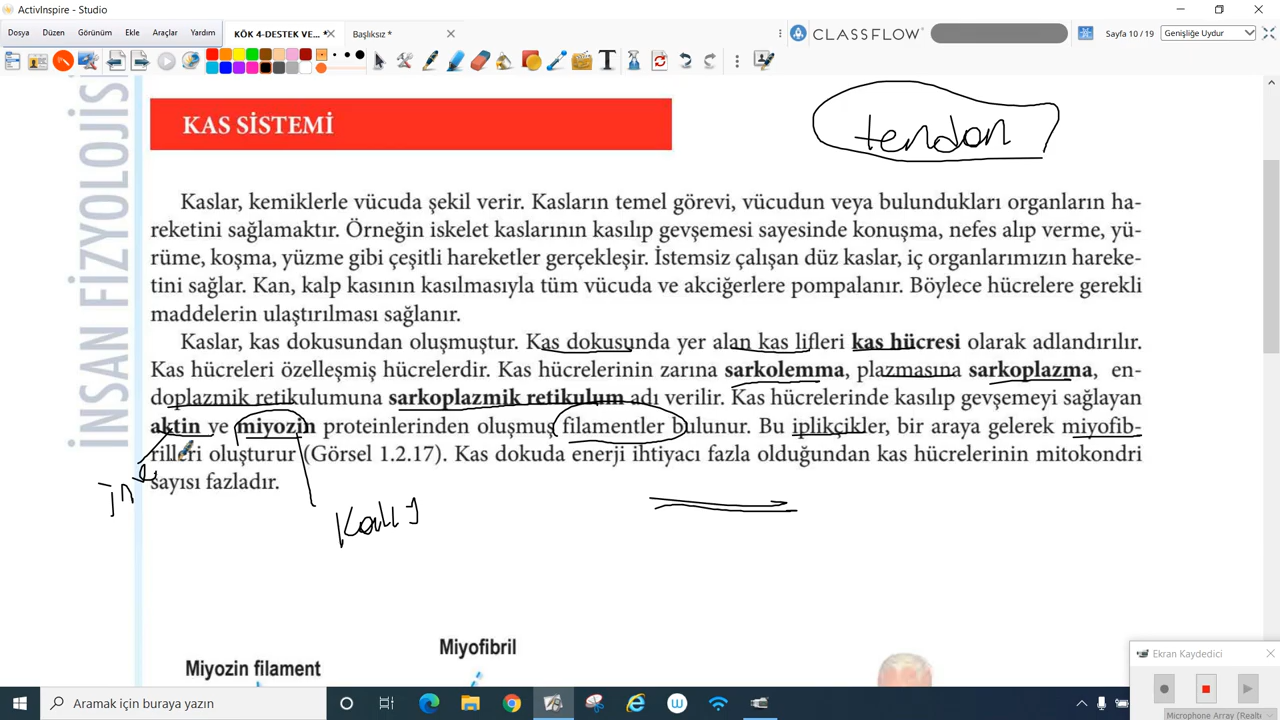 ActivInspire - Studio
Dosya Düzen Görünüm Ekle Araçlar Yardım KÖK 4-DESTEK VE... * Başlıksız * CLASSFLOW Sayfa 10 / 19 Genişliğe Uydur
İNSAN FİZYOLOJİSİ
KAS SİSTEMİ
tendon
Kaslar, kemiklerle vücuda şekil verir. Kasların temel görevi, vücudun veya bulundukları organların ha-
reketini sağlamaktır. Örneğin iskelet kaslarının kasılıp gevşemesi sayesinde konuşma, nefes alıp verme, yü-
rüme, koşma, yüzme gibi çeşitli hareketler gerçekleşir. İstemsiz çalışan düz kaslar, iç organlarımızın hareke-
tini sağlar. Kan, kalp kasının kasılmasıyla tüm vücuda ve akciğerlere pompalanır. Böylece hücrelere gerekli
maddelerin ulaştırılması sağlanır.
Kaslar, kas dokusundan oluşmuştur. Kas dokusunda yer alan kas lifleri kas hücresi olarak adlandırılır.
Kas hücreleri özelleşmiş hücrelerdir. Kas hücrelerinin zarına sarkolemma, plazmasına sarkoplazma, en-
doplazmik retikulumuna sarkoplazmik retikulum adı verilir. Kas hücrelerinde kasılıp gevşemeyi sağlayan
aktin ve miyozin proteinlerinden oluşmuş filamentler bulunur. Bu iplikçikler, bir araya gelerek miyofib-
rilleri oluşturur (Görsel 1.2.17). Kas dokuda enerji ihtiyacı fazla olduğundan kas hücrelerinin mitokondri
sayısı fazladır.
Miyofibril
Miyozin filament
Ekran Kaydedici
Microphone Array (Realte
Aramak için buraya yazın